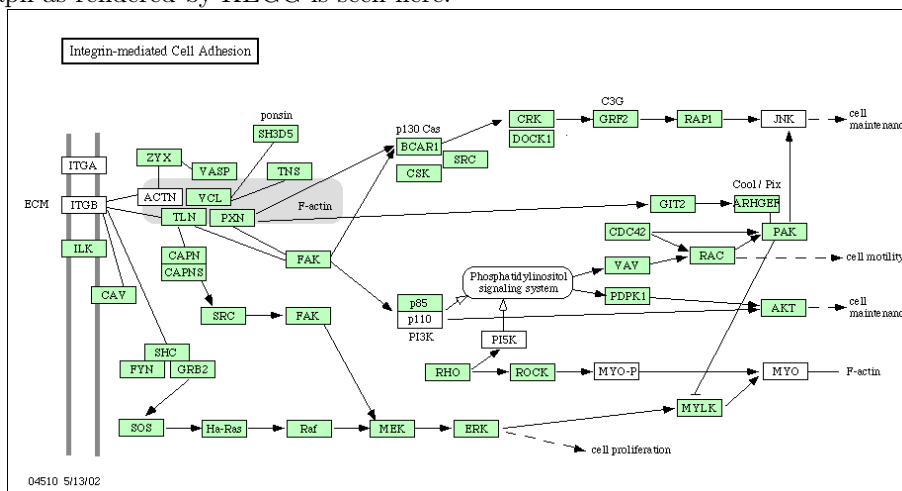 aph as rendered by KEGG is seen here.
Integrin-mediated Cell Adhesion
ECM
ITGA
ITGB
ILK
CAV
ZYX
VASP
ACTN
VCL
TLN
PXN
ponsin
SH3D5
TNS
F-actin
CAPN
CAPNS
SRC
FAK
FAK
SHC
FYN
GRB2
SOS
Ha-Ras
Raf
MEK
ERK
cell proliferation
p130 Cas
BCAR1
CSK
SRC
CRK
DOCK1
C3G
GRF2
RAP1
JNK
cell
maintenanc
GIT2
Cool / Pix
ARHGEF
CDC42
PAK
VAV
RAC
cell motility
Phosphatidylinositol
signaling system
PDPK1
AKT
cell
maintenanc
p85
p110
PI3K
PI5K
RHO
ROCK
MYO-P
MYO
F-actin
MYLK
04510 5/13/02